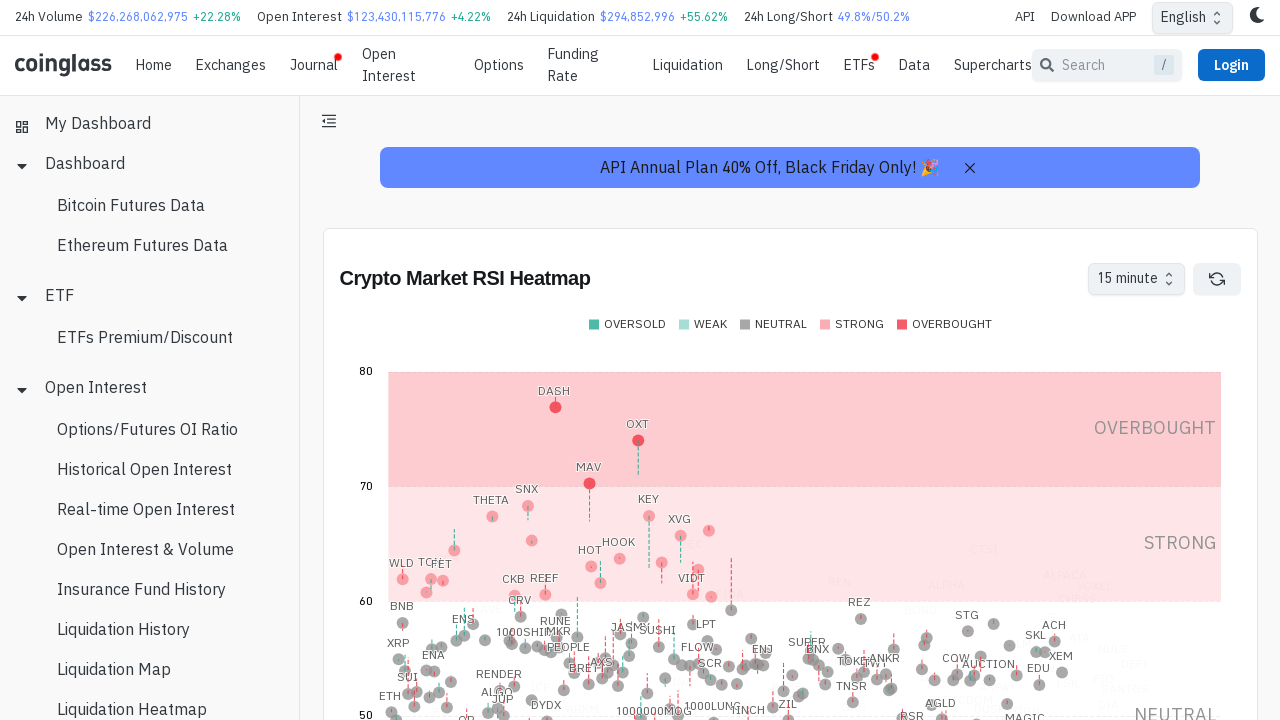 24h Volume $226,268,062,975 +22.28% Open Interest $123,430,115,776 +4.22% 24h Liquidation $294,852,996 +55.62% 24h Long/Short 49.8%/50.2% API Download APP English
coinglass Home Exchanges Journal Open Interest Options Funding Rate Liquidation Long/Short ETFs Data Supercharts Search / Login
My Dashboard
Dashboard
Bitcoin Futures Data
Ethereum Futures Data
ETF
ETFs Premium/Discount
Open Interest
Options/Futures OI Ratio
Historical Open Interest
Real-time Open Interest
Open Interest & Volume
Insurance Fund History
Liquidation History
Liquidation Map
Liquidation Heatmap
API Annual Plan 40% Off, Black Friday Only! 🎉
Crypto Market RSI Heatmap 15 minute
OVERSOLD WEAK NEUTRAL STRONG OVERBOUGHT
80
DASH
OXT OVERBOUGHT
MAV
70
SNX
THETA KEY
XVG
HOOK STRONG
HOT
WLD FET
CKB REEF VIDT
60 CRV REZ
BNB
ENS RUNE LPT STG
1000SHIB MKR JASMY SUSHI ACH
XRP PEOPLE FLOW SUPER SKL
ENA AXS ENJ BNX TOKEN ANKR COW XEM
BRET SCR AUCTION EDU
SUI RENDER TNSR
ETH ALGO
DYDX ZIL AGLD
1000000MOG 1000LUNC 1INCH NEUTRAL
50 RSR MAGIC